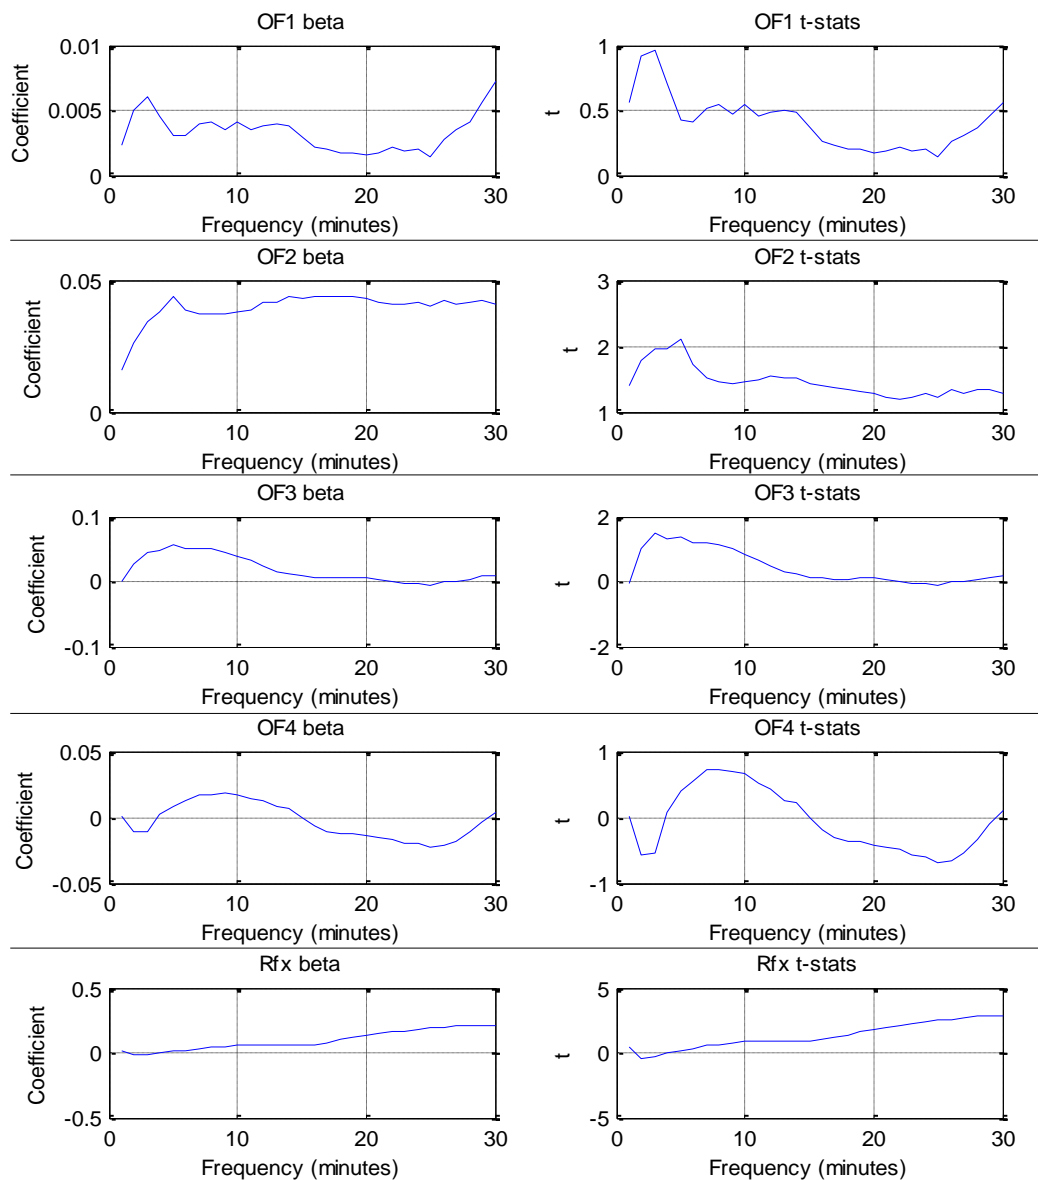 OF1 beta
0.01
0.005
0
Coefficient
0 10 20 30
Frequency (minutes)
OF1 t-stats
1
0.5
0
t
0 10 20 30
Frequency (minutes)
OF2 beta
0.05
0
Coefficient
0 10 20 30
Frequency (minutes)
OF2 t-stats
3
2
1
t
0 10 20 30
Frequency (minutes)
OF3 beta
0.1
0
-0.1
Coefficient
0 10 20 30
Frequency (minutes)
OF3 t-stats
2
0
-2
t
0 10 20 30
Frequency (minutes)
OF4 beta
0.05
0
-0.05
Coefficient
0 10 20 30
Frequency (minutes)
OF4 t-stats
1
0
-1
t
0 10 20 30
Frequency (minutes)
Rfx beta
0.5
0
-0.5
Coefficient
0 10 20 30
Frequency (minutes)
Rfx t-stats
5
0
-5
t
0 10 20 30
Frequency (minutes)